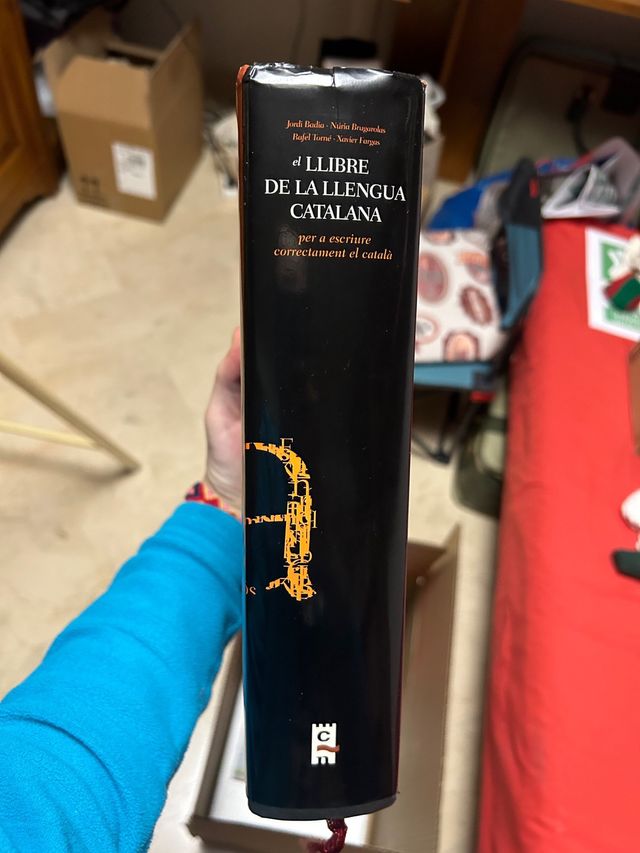 Jordi Badia · Núria Brugarolas
Rafel Torné · Xavier Fargas
el LLIBRE
DE LA LLENGUA
CATALANA
per a escriure
correctament el català
C
n